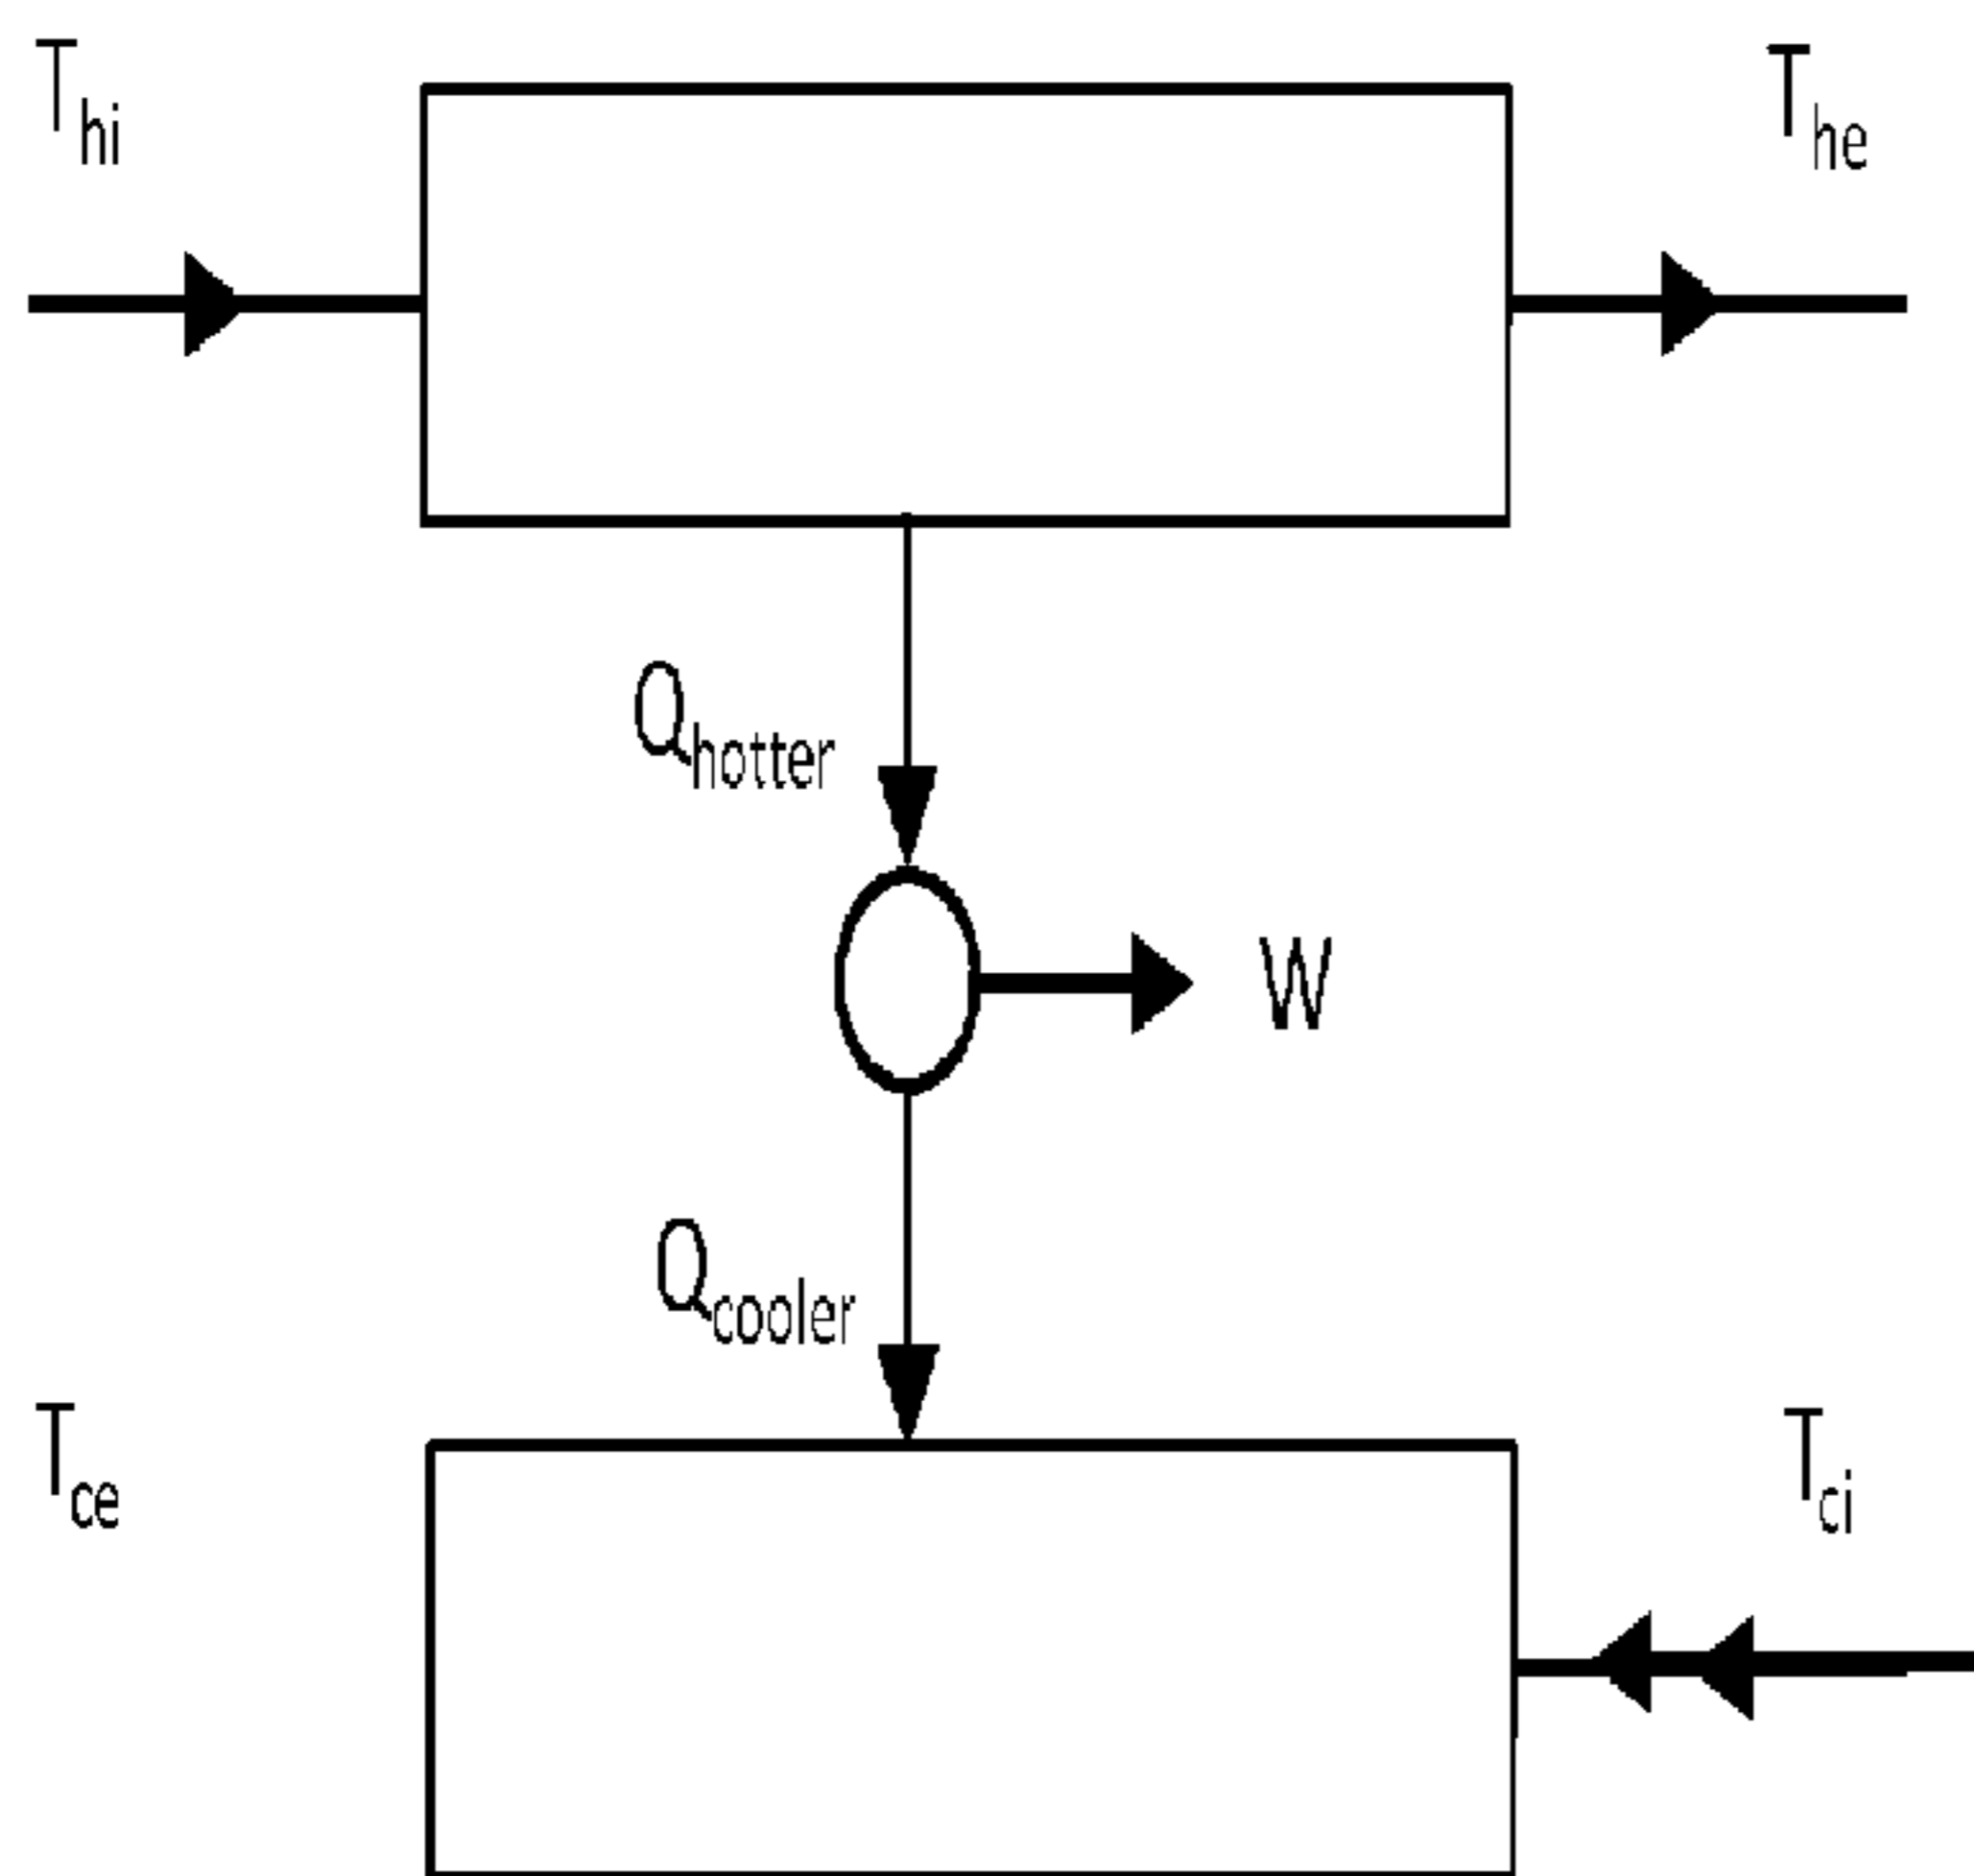 Thi
The
Qhotter
W
Qcooler
Tce
Tci